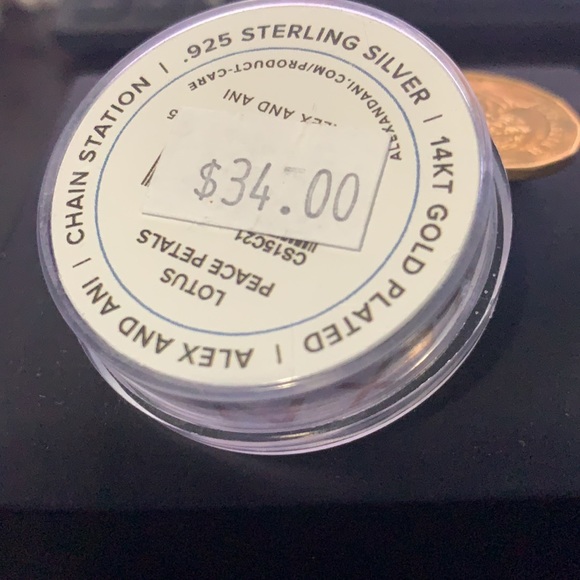 CHAIN STATION | .925 STERLING SILVER | 14KT GOLD PLATED | ALEX AND ANI |
ALEXANDANI.COM/PRODUCT-CARE
ALEX AND ANI
$34.00
CS15C21
PEACE PETALS
LOTUS